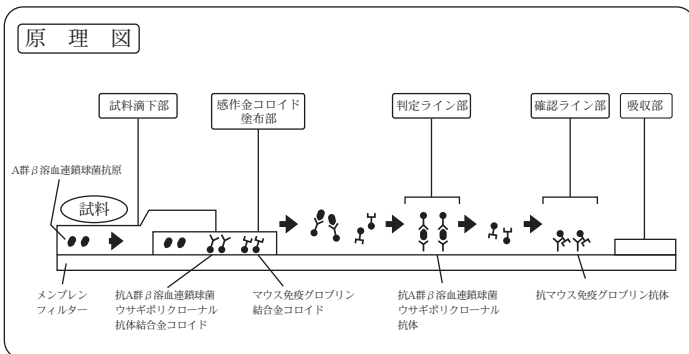 原理図
試料滴下部
感作金コロイド
塗布部
判定ライン部
確認ライン部
吸収部
A群β溶血連鎖球菌抗原
試料
メンブレン
フィルター
抗A群β溶血連鎖球菌
ウサギポリクローナル
抗体結合金コロイド
マウス免疫グロブリン
結合金コロイド
抗A群β溶血連鎖球菌
ウサギポリクローナル
抗体
抗マウス免疫グロブリン抗体